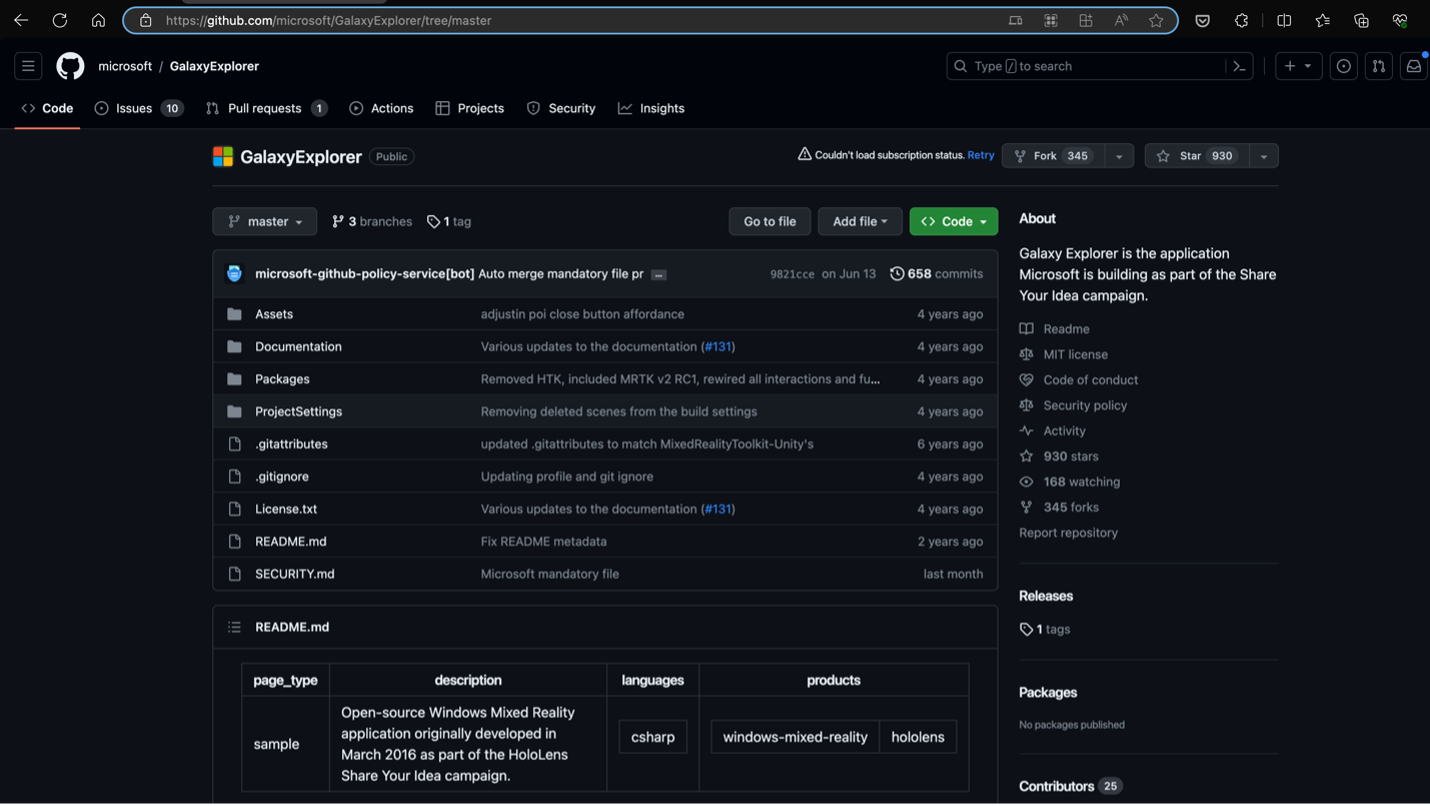 https://github.com/microsoft/GalaxyExplorer/tree/master
microsoft / GalaxyExplorer
Type / to search
Code
Issues 10
Pull requests 1
Actions
Projects
Security
Insights
GalaxyExplorer Public
Couldn't load subscription status. Retry
Fork 345
Star 930
master
3 branches
1 tag
Go to file
Add file
Code
microsoft-github-policy-service[bot] Auto merge mandatory file pr ...
9821cce on Jun 13
658 commits
Assets adjustin poi close button affordance 4 years ago
Documentation Various updates to the documentation (#131) 4 years ago
Packages Removed HTK, included MRTK v2 RC1, rewired all interactions and fu... 4 years ago
ProjectSettings Removing deleted scenes from the build settings 4 years ago
.gitattributes updated .gitattributes to match MixedRealityToolkit-Unity's 6 years ago
.gitignore Updating profile and git ignore 4 years ago
License.txt Various updates to the documentation (#131) 4 years ago
README.md Fix README metadata 2 years ago
SECURITY.md Microsoft mandatory file last month
README.md
page_type description languages products
sample
Open-source Windows Mixed Reality
application originally developed in
March 2016 as part of the HoloLens
Share Your Idea campaign.
csharp
windows-mixed-reality hololens
About
Galaxy Explorer is the application
Microsoft is building as part of the Share
Your Idea campaign.
Readme
MIT license
Code of conduct
Security policy
Activity
930 stars
168 watching
345 forks
Report repository
Releases
1 tags
Packages
No packages published
Contributors 25